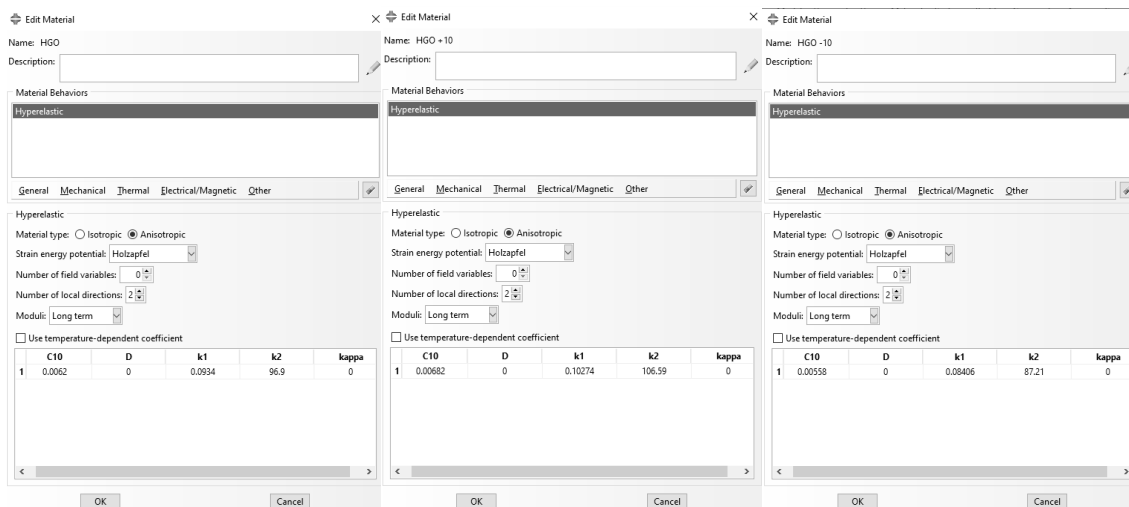 Edit Material
Name: HGO
Description:
Material Behaviors
Hyperelastic
General Mechanical Thermal Electrical/Magnetic Other
Hyperelastic
Material type: Isotropic Anisotropic
Strain energy potential: Holzapfel
Number of field variables: 0
Number of local directions: 2
Moduli: Long term
Use temperature-dependent coefficient
C10 D k1 k2 kappa
1 0.0062 0 0.0934 96.9 0
OK Cancel
Edit Material
Name: HGO +10
Description:
Material Behaviors
Hyperelastic
General Mechanical Thermal Electrical/Magnetic Other
Hyperelastic
Material type: Isotropic Anisotropic
Strain energy potential: Holzapfel
Number of field variables: 0
Number of local directions: 2
Moduli: Long term
Use temperature-dependent coefficient
C10 D k1 k2 kappa
1 0.00682 0 0.10274 106.59 0
OK Cancel
Edit Material
Name: HGO -10
Description:
Material Behaviors
Hyperelastic
General Mechanical Thermal Electrical/Magnetic Other
Hyperelastic
Material type: Isotropic Anisotropic
Strain energy potential: Holzapfel
Number of field variables: 0
Number of local directions: 2
Moduli: Long term
Use temperature-dependent coefficient
C10 D k1 k2 kappa
1 0.00558 0 0.08406 87.21 0
OK Cancel